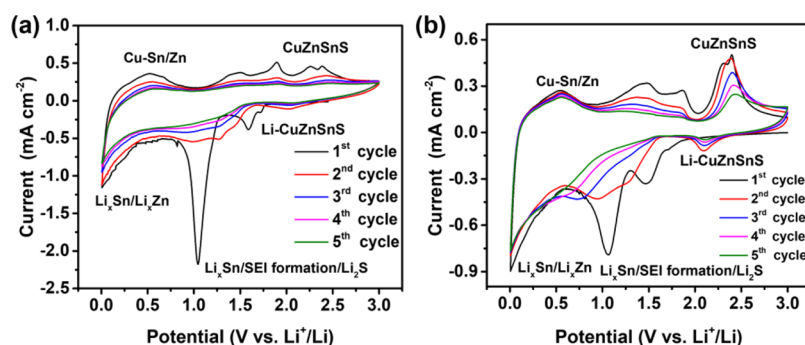 (a)
1.0
0.5
0.0
-0.5
-1.0
-1.5
-2.0
-2.5
Current (mA cm⁻²)
Cu-Sn/Zn
CuZnSnS
Li-CuZnSnS
LiₓSn/LiₓZn
LiₓSn/SEI formation/Li₂S
1ˢᵗ cycle
2ⁿᵈ cycle
3ʳᵈ cycle
4ᵗʰ cycle
5ᵗʰ cycle
0.0 0.5 1.0 1.5 2.0 2.5 3.0
Potential (V vs. Li⁺/Li)
(b)
0.6
0.3
0.0
-0.3
-0.6
-0.9
Current (mA cm⁻²)
CuZnSnS
Cu-Sn/Zn
Li-CuZnSnS
1ˢᵗ cycle
2ⁿᵈ cycle
3ʳᵈ cycle
4ᵗʰ cycle
5ᵗʰ cycle
LiₓSn/LiₓZn
LiₓSn/SEI formation/Li₂S
0.0 0.5 1.0 1.5 2.0 2.5 3.0
Potential (V vs. Li⁺/Li)